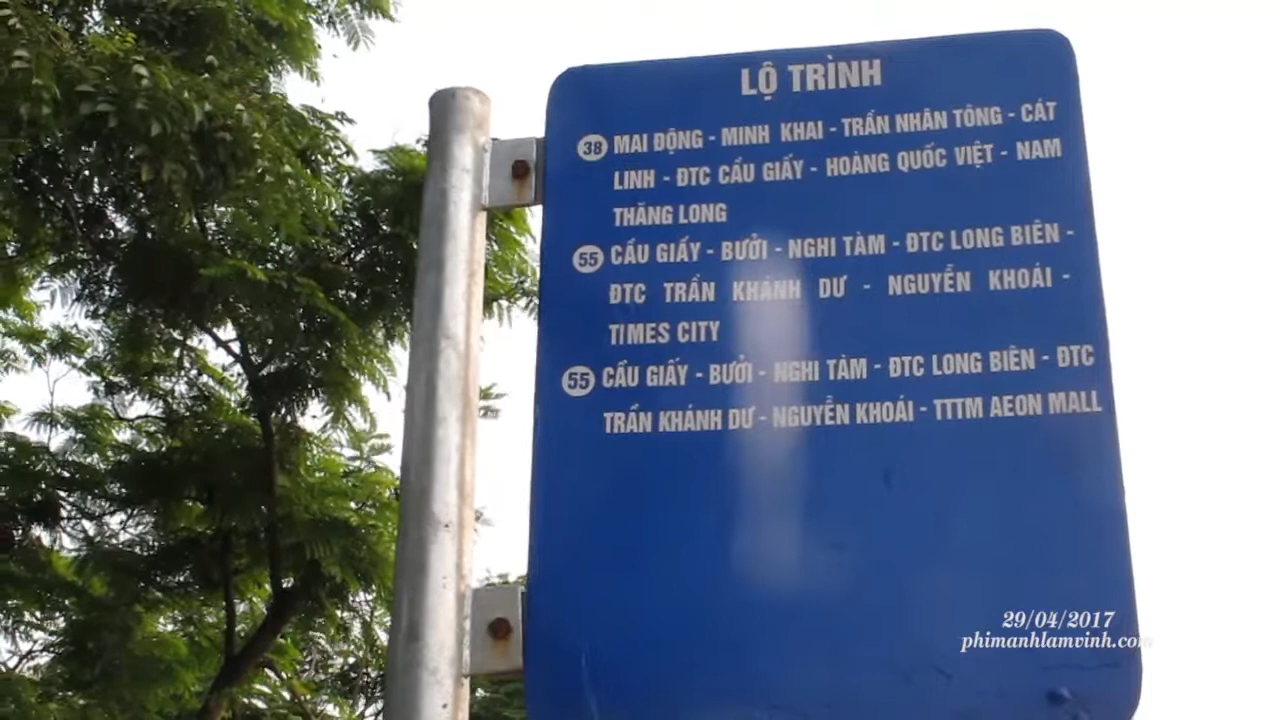 LỘ TRÌNH
38 MAI ĐỘNG - MINH KHAI - TRẦN NHÂN TÔNG - CÁT
LINH - ĐTC CẦU GIẤY - HOÀNG QUỐC VIỆT - NAM
THĂNG LONG
55 CẦU GIẤY - BƯỞI - NGHI TÀM - ĐTC LONG BIÊN -
ĐTC TRẦN KHÁNH DƯ - NGUYỄN KHOÁI -
TIMES CITY
55 CẦU GIẤY - BƯỞI - NGHI TÀM - ĐTC LONG BIÊN - ĐTC
TRẦN KHÁNH DƯ - NGUYỄN KHOÁI - TTTM AEON MALL
29/04/2017
phimanhlamvinh.com